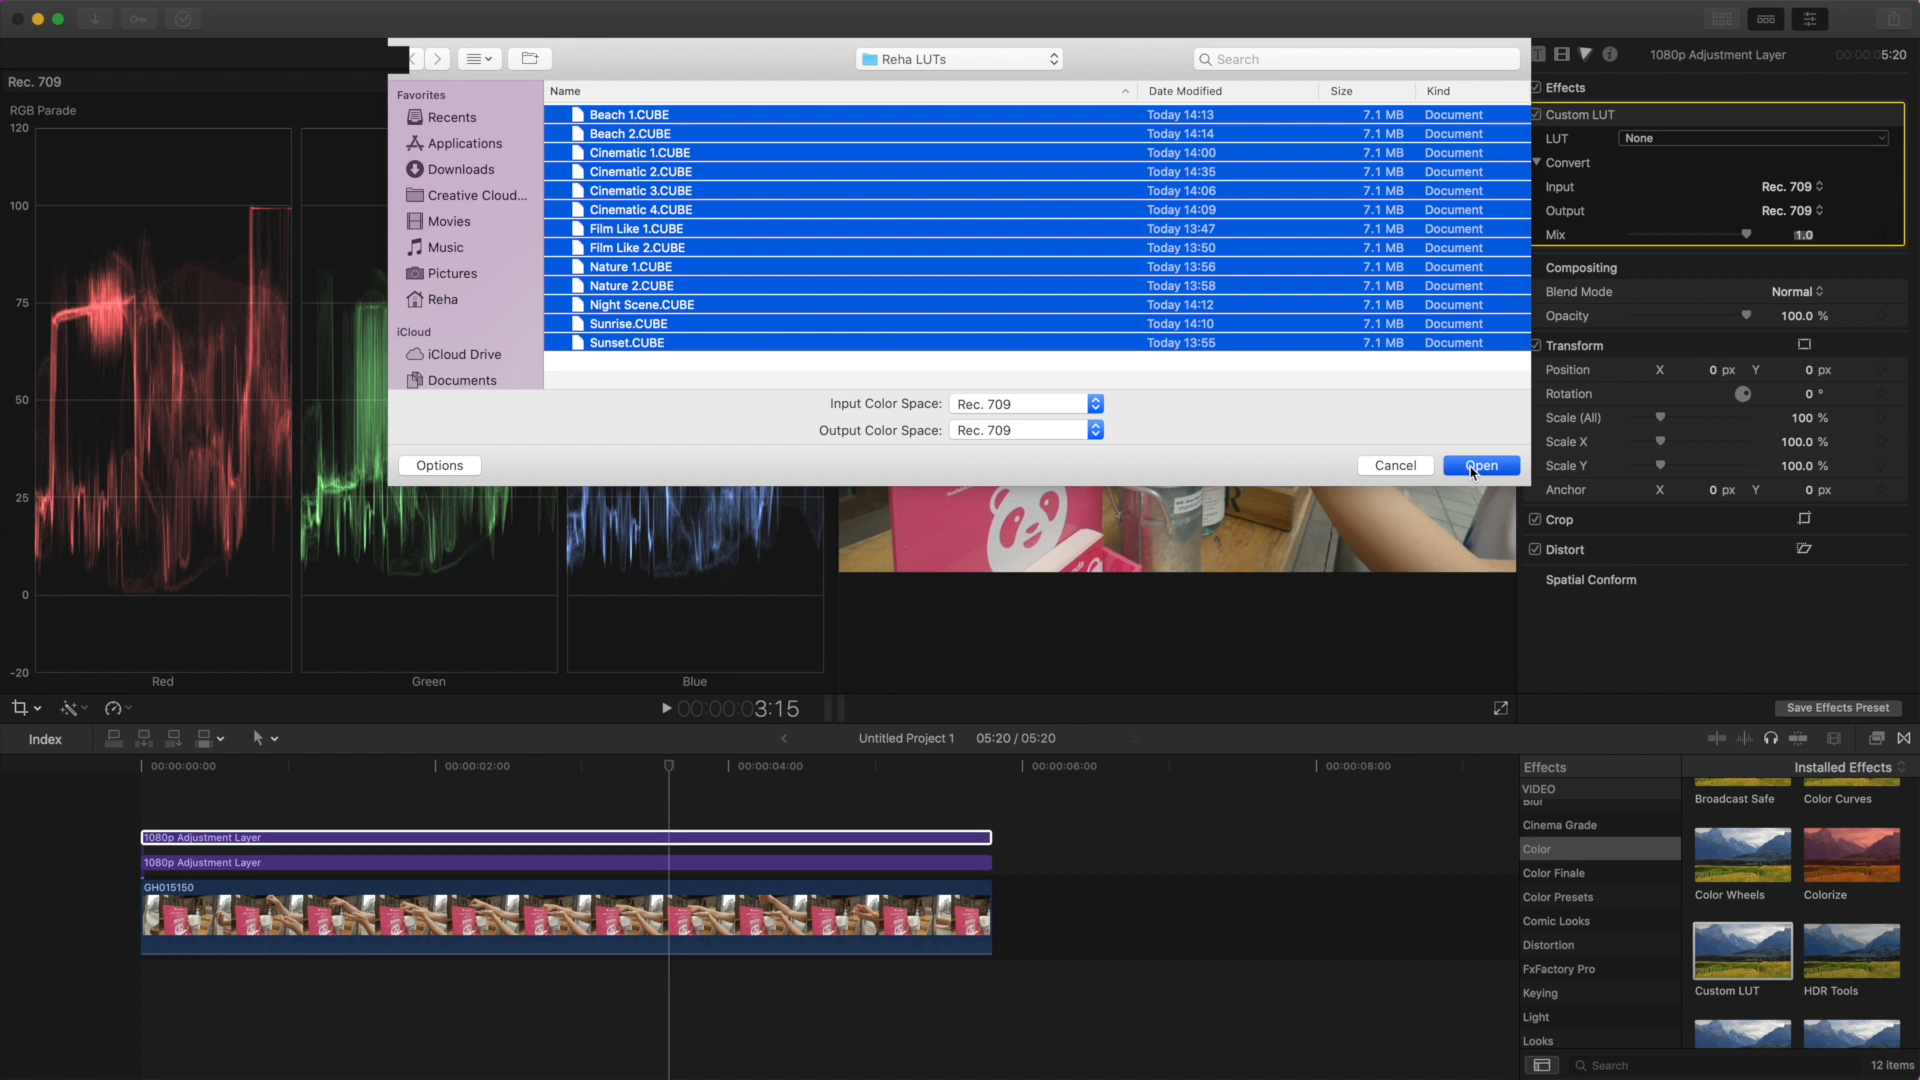 Reha LUTs
Search
1080p Adjustment Layer
00:00:05:20
Rec. 709
RGB Parade
120
100
75
50
25
0
-20
Red
Green
Blue
Favorites
Recents
Applications
Downloads
Creative Cloud...
Movies
Music
Pictures
Reha
iCloud
iCloud Drive
Documents
Name Date Modified Size Kind
Beach 1.CUBE Today 14:13 7.1 MB Document
Beach 2.CUBE Today 14:14 7.1 MB Document
Cinematic 1.CUBE Today 14:00 7.1 MB Document
Cinematic 2.CUBE Today 14:35 7.1 MB Document
Cinematic 3.CUBE Today 14:06 7.1 MB Document
Cinematic 4.CUBE Today 14:09 7.1 MB Document
Film Like 1.CUBE Today 13:47 7.1 MB Document
Film Like 2.CUBE Today 13:50 7.1 MB Document
Nature 1.CUBE Today 13:56 7.1 MB Document
Nature 2.CUBE Today 13:58 7.1 MB Document
Night Scene.CUBE Today 14:12 7.1 MB Document
Sunrise.CUBE Today 14:10 7.1 MB Document
Sunset.CUBE Today 13:55 7.1 MB Document
Input Color Space: Rec. 709
Output Color Space: Rec. 709
Options
Cancel
Open
Effects
Custom LUT
LUT None
Convert
Input Rec. 709
Output Rec. 709
Mix 1.0
Compositing
Blend Mode Normal
Opacity 100.0 %
Transform
Position X 0 px Y 0 px
Rotation 0 °
Scale (All) 100 %
Scale X 100.0 %
Scale Y 100.0 %
Anchor X 0 px Y 0 px
Crop
Distort
Spatial Conform
Save Effects Preset
00:00:03:15
Index
Untitled Project 1 05:20 / 05:20
00:00:00:00 00:00:02:00 00:00:04:00 00:00:06:00 00:00:08:00
1080p Adjustment Layer
1080p Adjustment Layer
GH015150
Effects
Installed Effects
VIDEO
Blur
Cinema Grade
Color
Color Finale
Color Presets
Comic Looks
Distortion
FxFactory Pro
Keying
Light
Looks
Broadcast Safe
Color Curves
Color Wheels
Colorize
Custom LUT
HDR Tools
Search
12 items